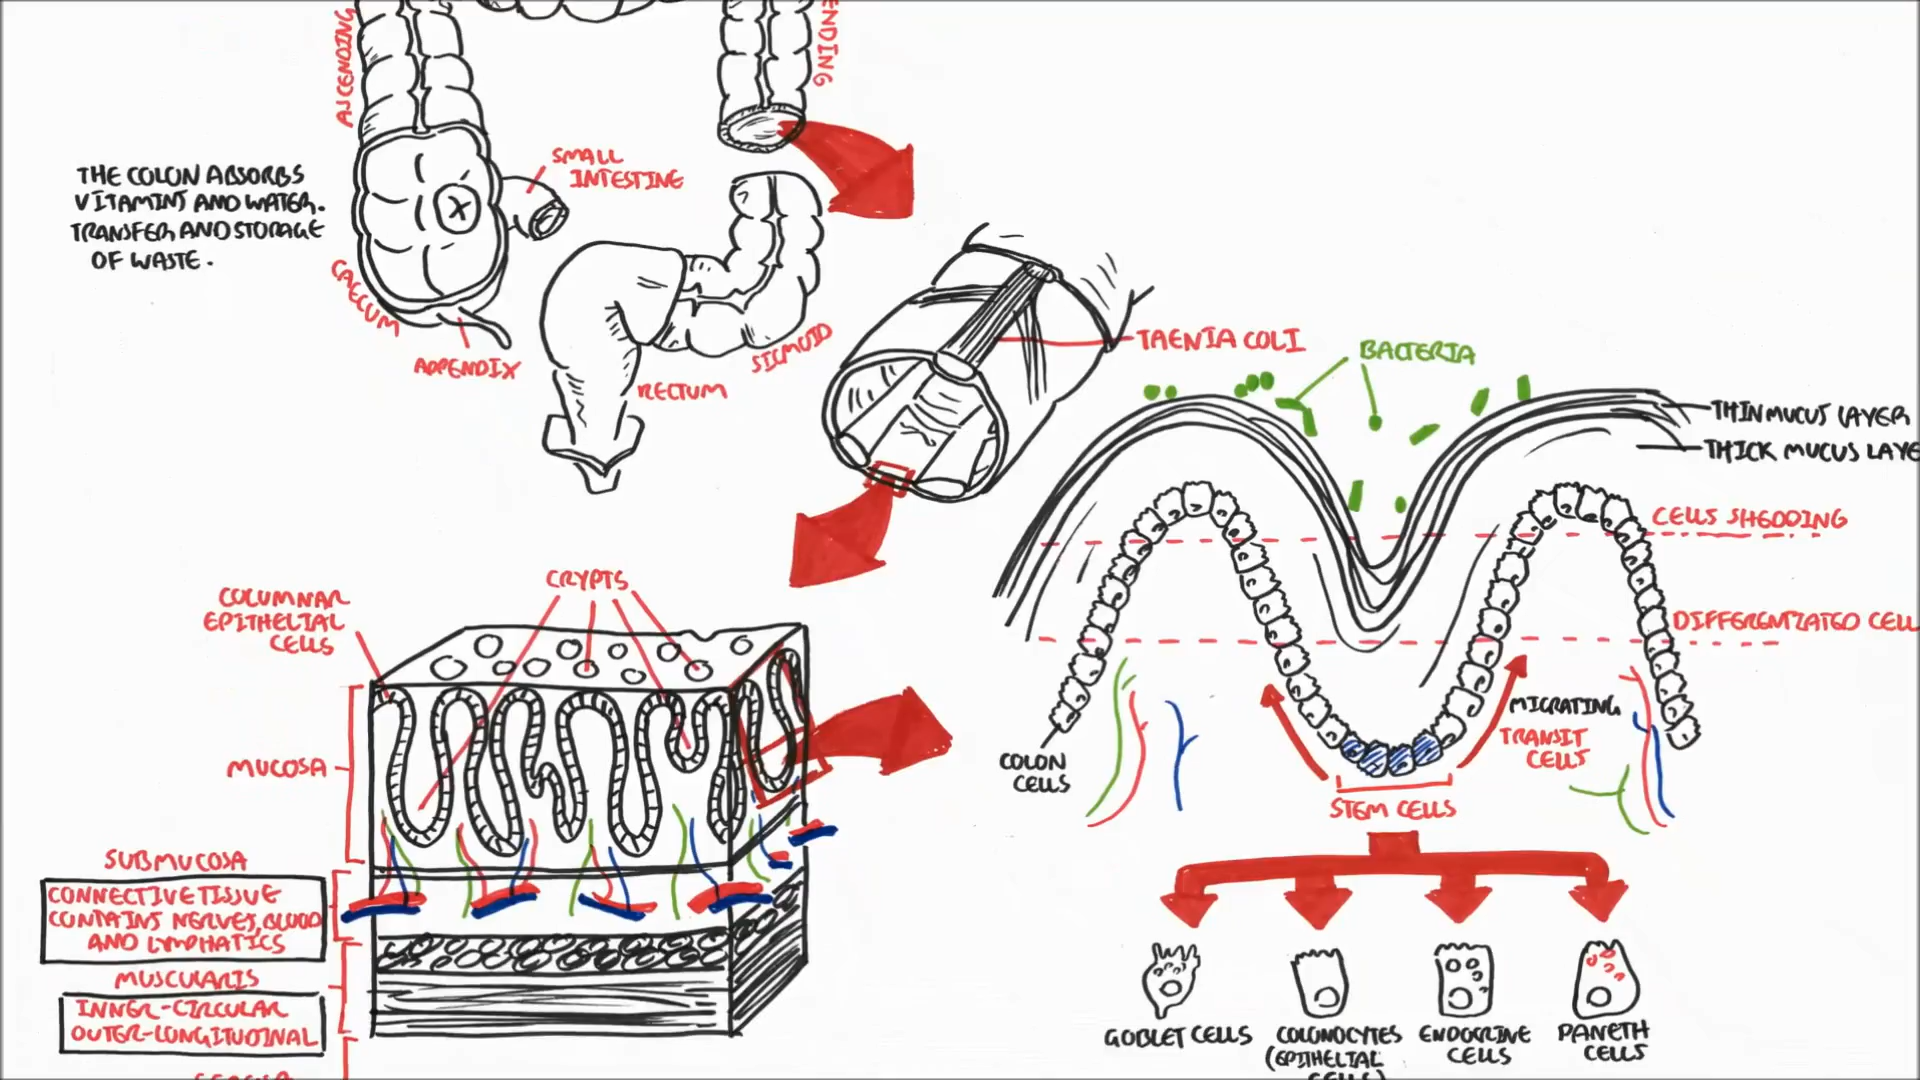 ASCENDING
ENDING
THE COLON ABSORBS
VITAMINS AND WATER.
TRANSFER AND STORAGE
OF WASTE.
SMALL
INTESTINE
CAECUM
APPENDIX
RECTUM
SIGMOID
TAENIA COLI
BACTERIA
THIN MUCUS LAYER
THICK MUCUS LAYE
CELLS SHEDDING
DIFFERENTIATED CELL
COLON
CELLS
MIGRATING
TRANSIT
CELLS
STEM CELLS
GOBLET CELLS
COLONOCYTES
(EPITHELIAL
CELLS)
ENDOCRINE
CELLS
PANETH
CELLS
CRYPTS
COLUMNAR
EPITHELIAL
CELLS
MUCOSA
SUBMUCOSA
CONNECTIVE TISSUE
CONTAINS NERVES, BLOOD
AND LYMPHATICS
MUSCULARIS
INNER-CIRCULAR
OUTER-LONGITUDINAL
SEROSA